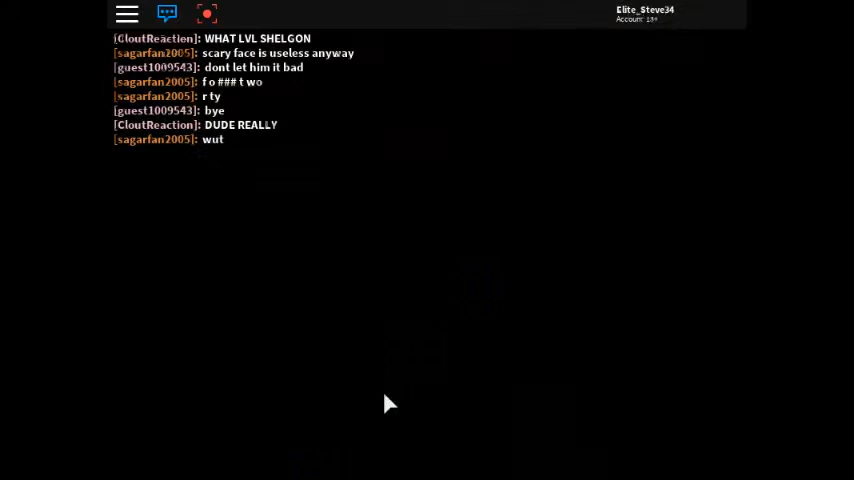 Elite_Steve34
Account: 13+
[CloutReaction]: WHAT LVL SHELGON
[sagarfan2005]: scary face is useless anyway
[guest1009543]: dont let him it bad
[sagarfan2005]: f o ### t wo
[sagarfan2005]: r ty
[guest1009543]: bye
[CloutReaction]: DUDE REALLY
[sagarfan2005]: wut